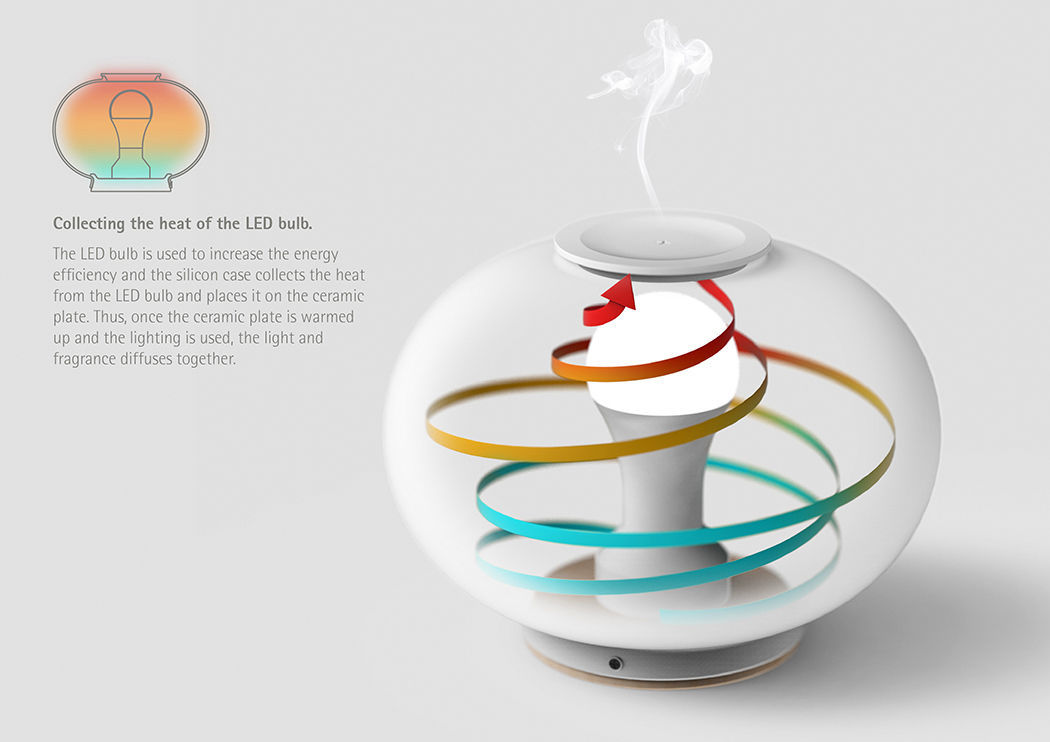 Collecting the heat of the LED bulb.
The LED bulb is used to increase the energy
efficiency and the silicon case collects the heat
from the LED bulb and places it on the ceramic
plate. Thus, once the ceramic plate is warmed
up and the lighting is used, the light and
fragrance diffuses together.